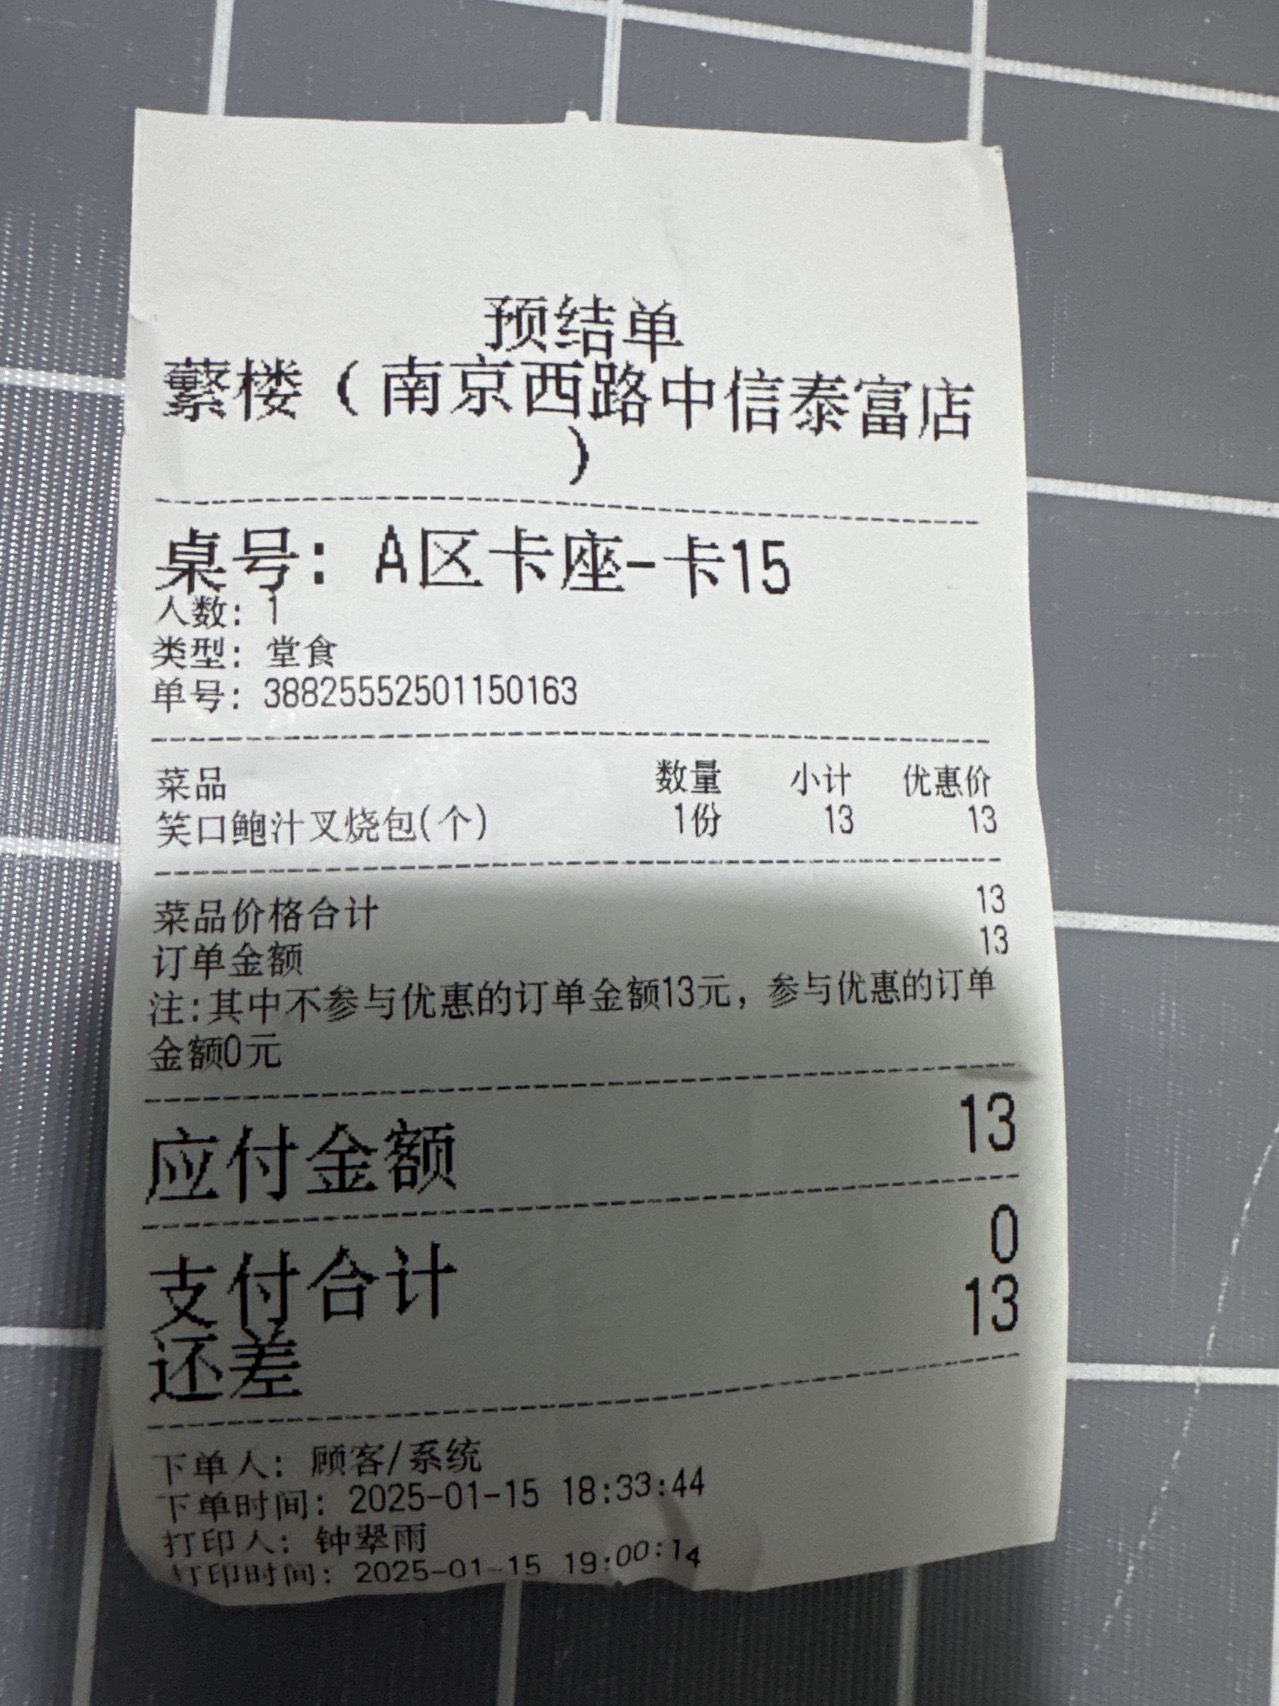 预结单
蘩楼（南京西路中信泰富店
）
桌号：A区卡座-卡15
人数：1
类型：堂食
单号：38825552501150163
菜品 数量 小计 优惠价
笑口鲍汁叉烧包(个) 1份 13 13
菜品价格合计 13
订单金额 13
注:其中不参与优惠的订单金额13元，参与优惠的订单
金额0元
应付金额 13
支付合计 0
还差 13
下单人：顾客/系统
下单时间：2025-01-15 18:33:44
打印人：钟翠雨
打印时间：2025-01-15 19:00:14